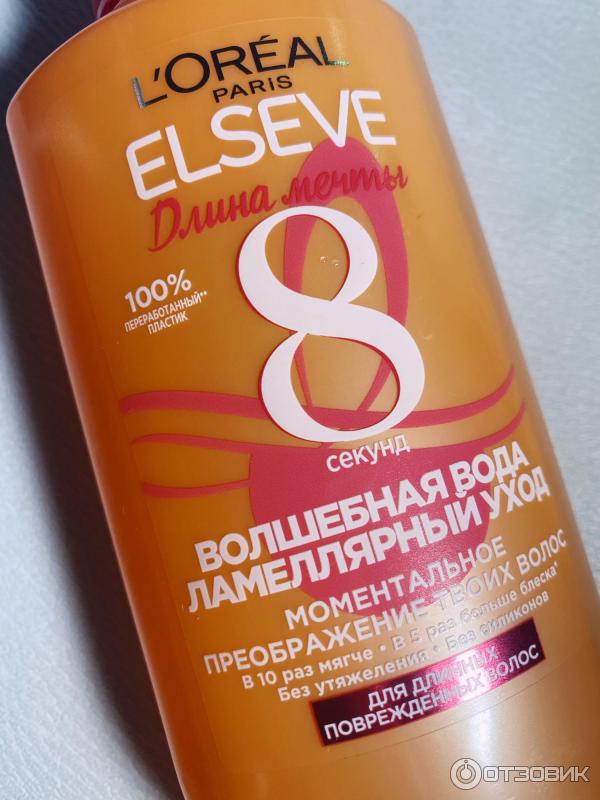 L'ORÉAL
PARIS
ELSEVE
Длина мечты
8
секунд
100%
ПЕРЕРАБОТАННЫЙ**
ПЛАСТИК
ВОЛШЕБНАЯ ВОДА
ЛАМЕЛЛЯРНЫЙ УХОД
МОМЕНТАЛЬНОЕ
ПРЕОБРАЖЕНИЕ ТВОИХ ВОЛОС
В 10 раз мягче • В 5 раз больше блеска*
Без утяжеления • Без силиконов
ДЛЯ ДЛИННЫХ
ПОВРЕЖДЕННЫХ ВОЛОС
ОТЗОВИК